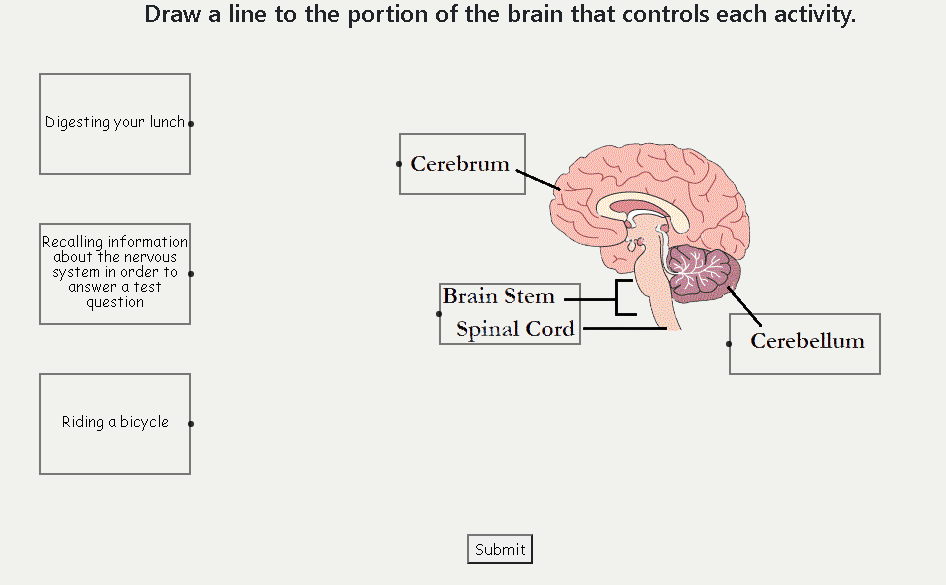 Draw a line to the portion of the brain that controls each activity.
Digesting your lunch
Recalling information
about the nervous
system in order to
answer a test
question
Riding a bicycle
Cerebrum
Brain Stem
Spinal Cord
Cerebellum
Submit